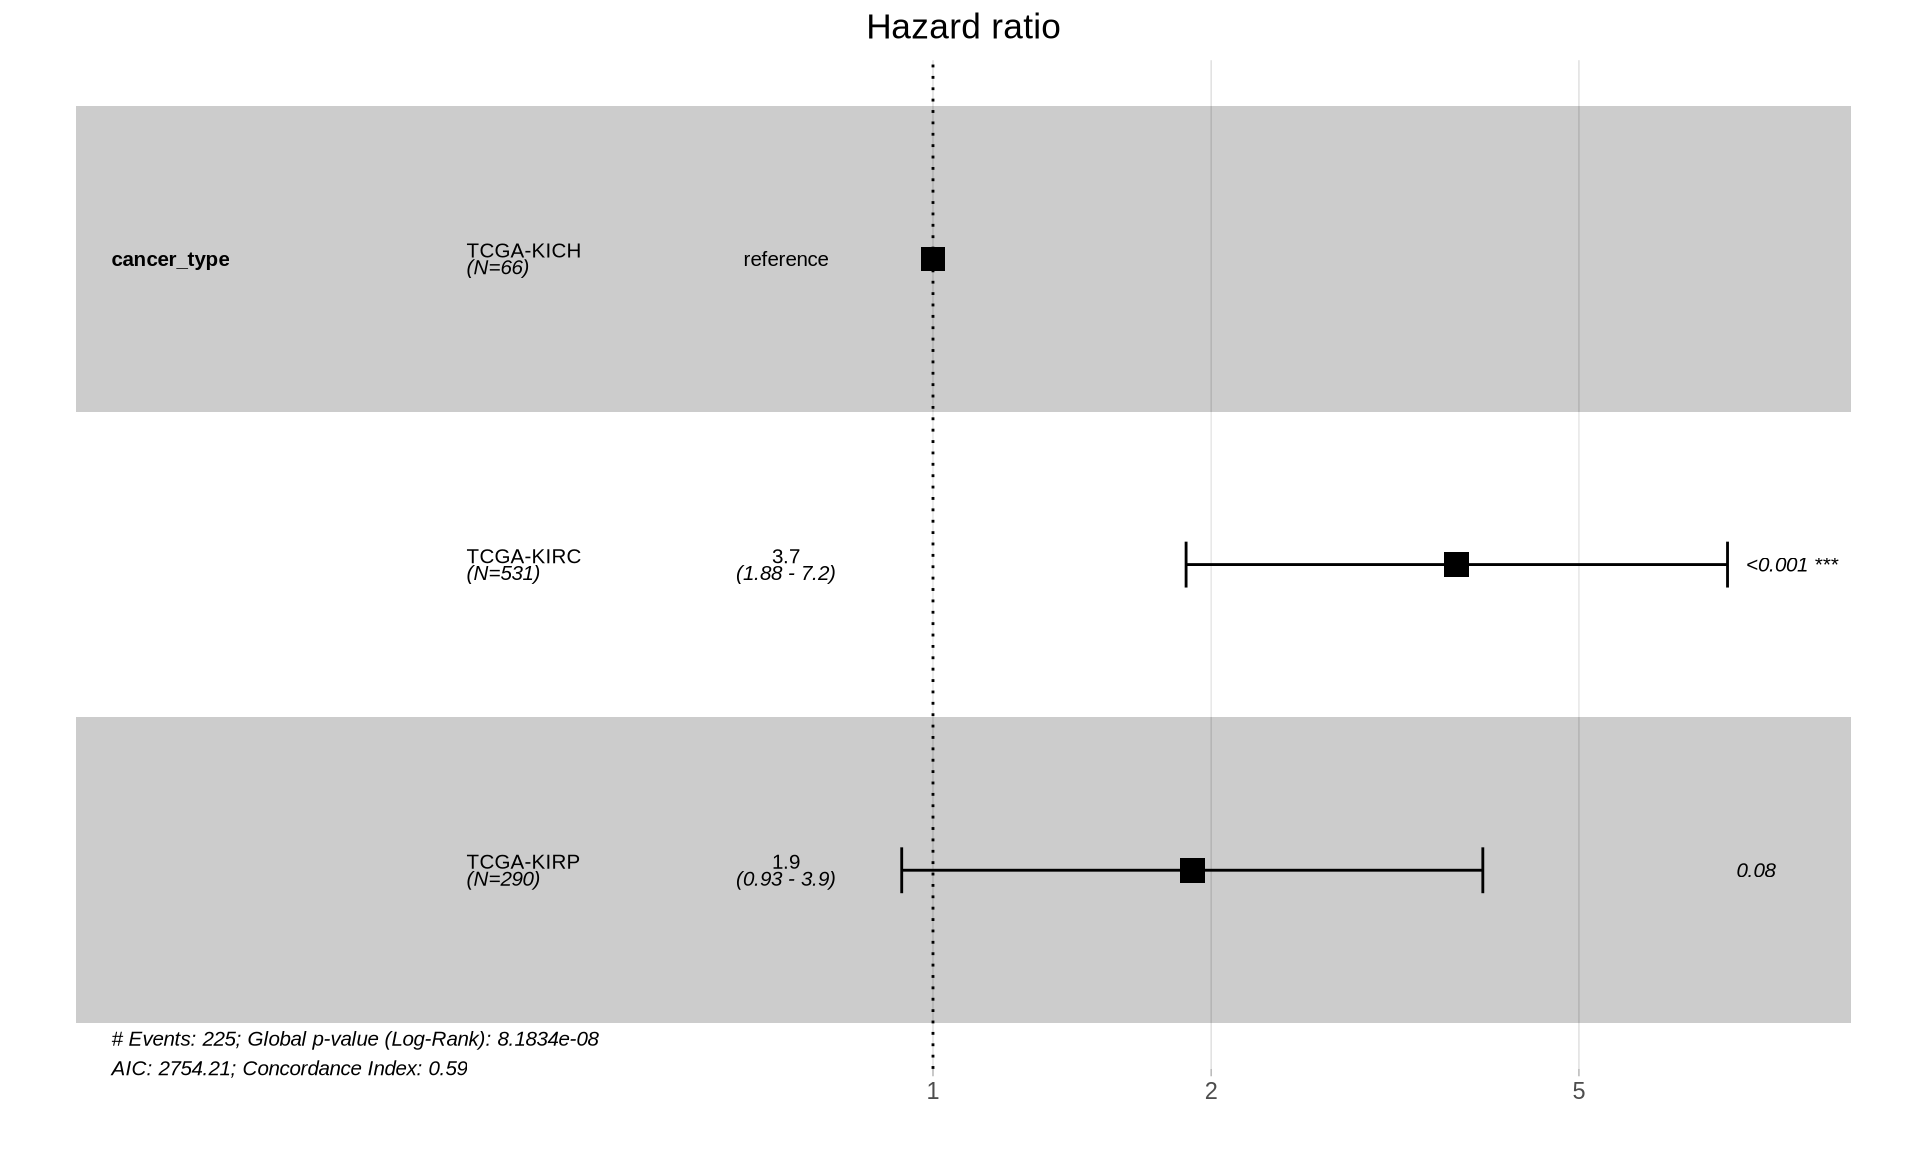 Hazard ratio
cancer_type
TCGA-KICH
(N=66)
reference
TCGA-KIRC
(N=531)
3.7
(1.88 - 7.2)
<0.001 ***
TCGA-KIRP
(N=290)
1.9
(0.93 - 3.9)
0.08
# Events: 225; Global p-value (Log-Rank): 8.1834e-08
AIC: 2754.21; Concordance Index: 0.59
1
2
5